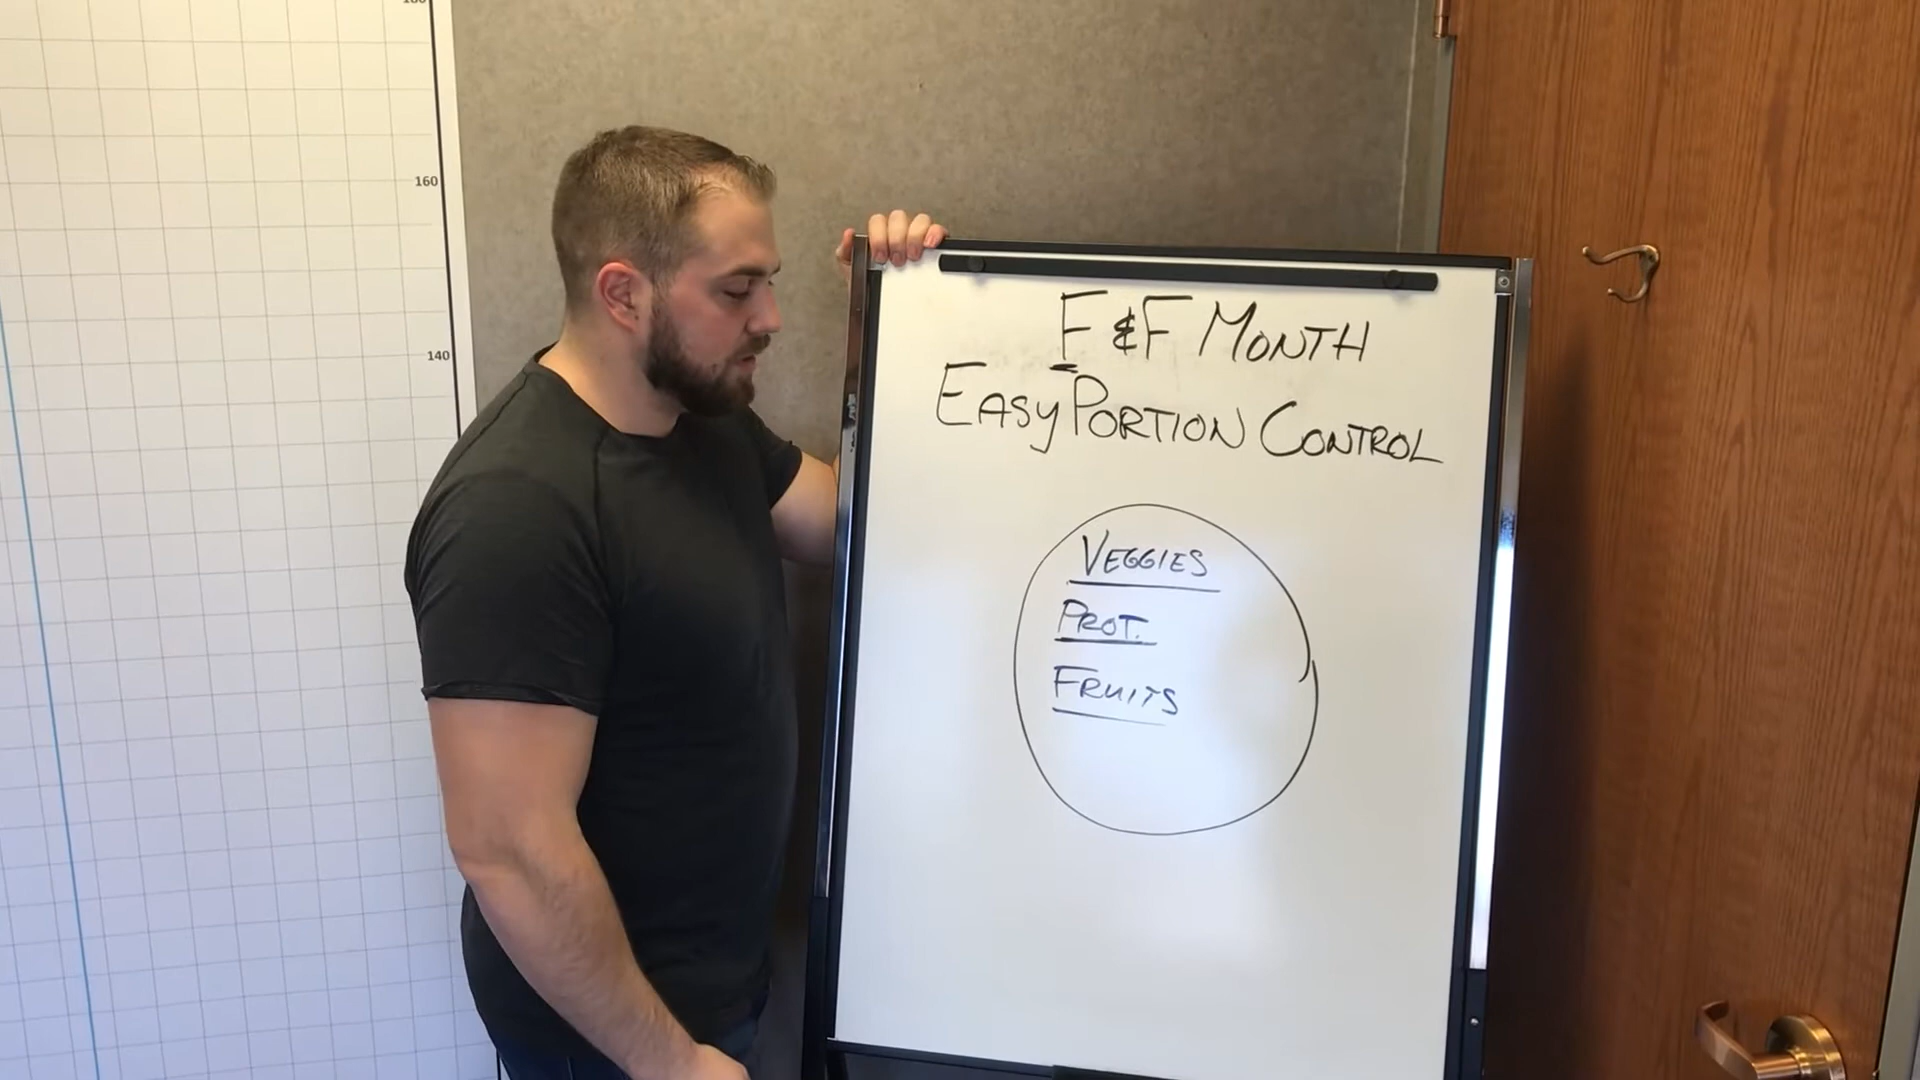 160
140
F & F MONTH
EASY PORTION CONTROL
VEGGIES
PROT.
FRUITS